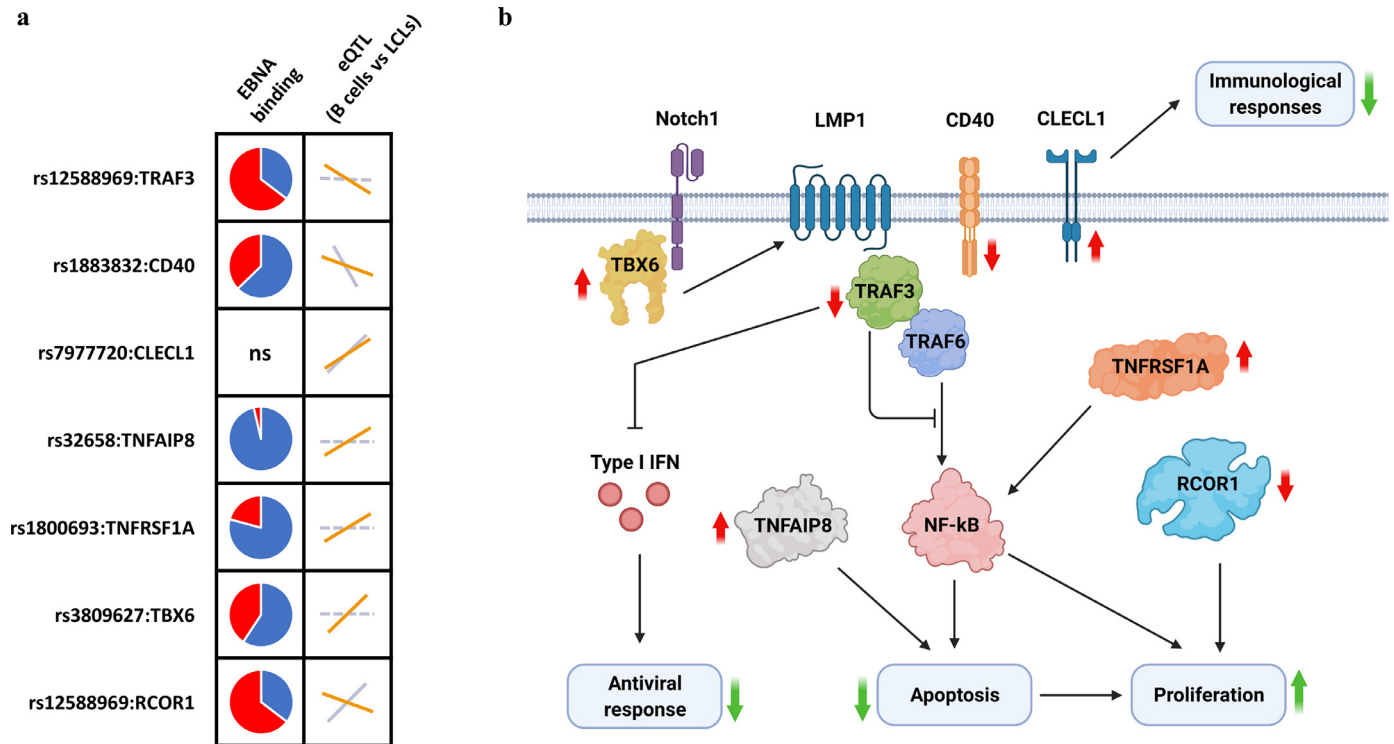 a
EBNA
binding
eQTL
(B cells vs LCLs)
rs12588969:TRAF3
rs1883832:CD40
rs7977720:CLECL1
ns
rs32658:TNFAIP8
rs1800693:TNFRSF1A
rs3809627:TBX6
rs12588969:RCOR1
b
Immunological
responses
Notch1
LMP1
CD40
CLECL1
TBX6
TRAF3
TRAF6
TNFRSF1A
Type I IFN
TNFAIP8
NF-kB
RCOR1
Antiviral
response
Apoptosis
Proliferation